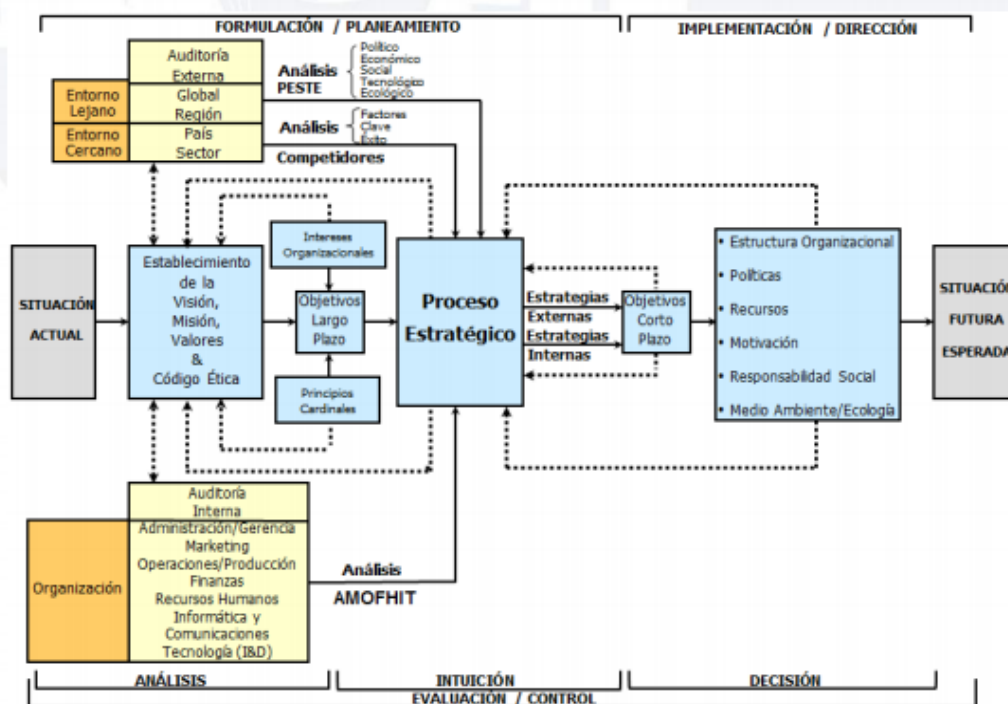 FORMULACIÓN / PLANEAMIENTO
IMPLEMENTACIÓN / DIRECCIÓN
Auditoría
Externa
Entorno
Lejano
Global
Región
Entorno
Cercano
País
Sector
Análisis
PESTE
Político
Económico
Social
Tecnológico
Ecológico
Análisis
Competidores
Factores
Clave
Éxito
SITUACIÓN
ACTUAL
Establecimiento
de la
Visión,
Misión,
Valores
&
Código Ética
Intereses
Organizacionales
Objetivos
Largo
Plazo
Principios
Cardinales
Proceso
Estratégico
Estrategias
Externas
Estrategias
Internas
Objetivos
Corto
Plazo
• Estructura Organizacional
• Políticas
• Recursos
• Motivación
• Responsabilidad Social
• Medio Ambiente/Ecología
SITUACIÓN
FUTURA
ESPERADA
Organización
Auditoría
Interna
Administración/Gerencia
Marketing
Operaciones/Producción
Finanzas
Recursos Humanos
Informática y
Comunicaciones
Tecnología (I&D)
Análisis
AMOFHIT
ANÁLISIS
INTUICIÓN
DECISIÓN
EVALUACIÓN / CONTROL